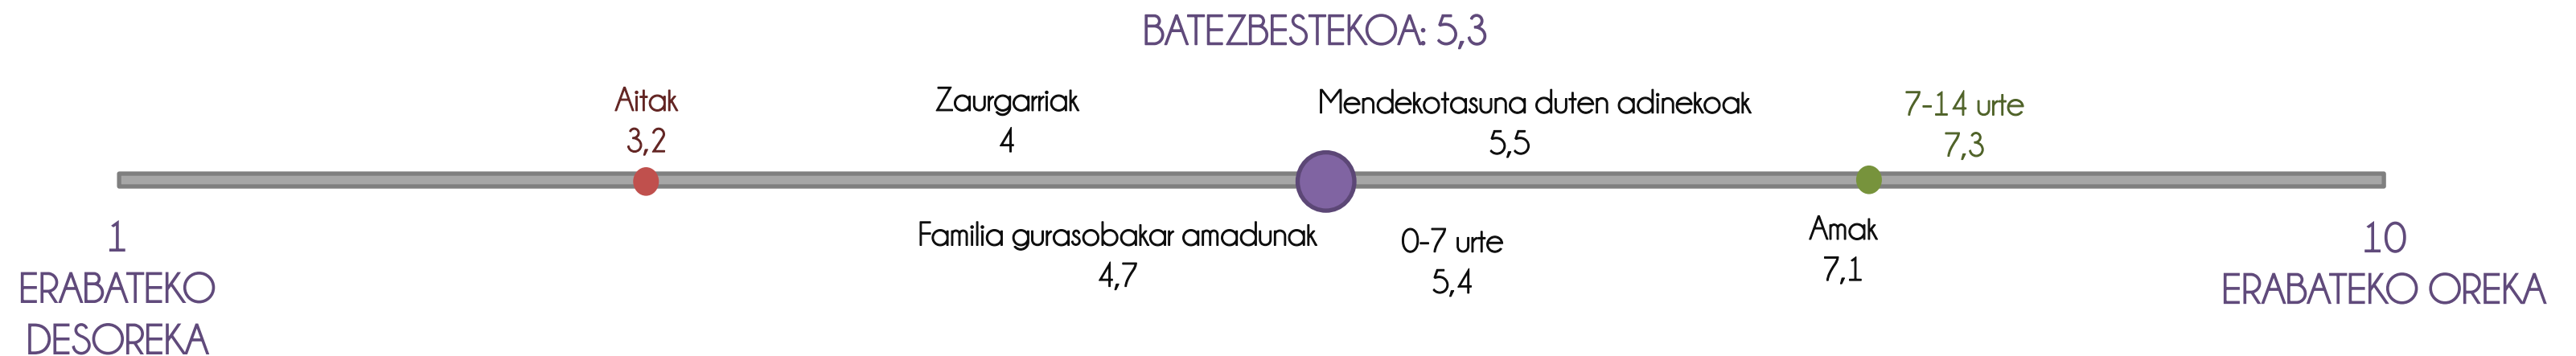 BATEZBESTEKOA: 5,3
Aitak
3,2
Zaurgarriak
4
Mendekotasuna duten adinekoak
5,5
7-14 urte
7,3
Familia gurasobakar amadunak
4,7
0-7 urte
5,4
Amak
7,1
1
ERABATEKO
DESOREKA
10
ERABATEKO OREKA